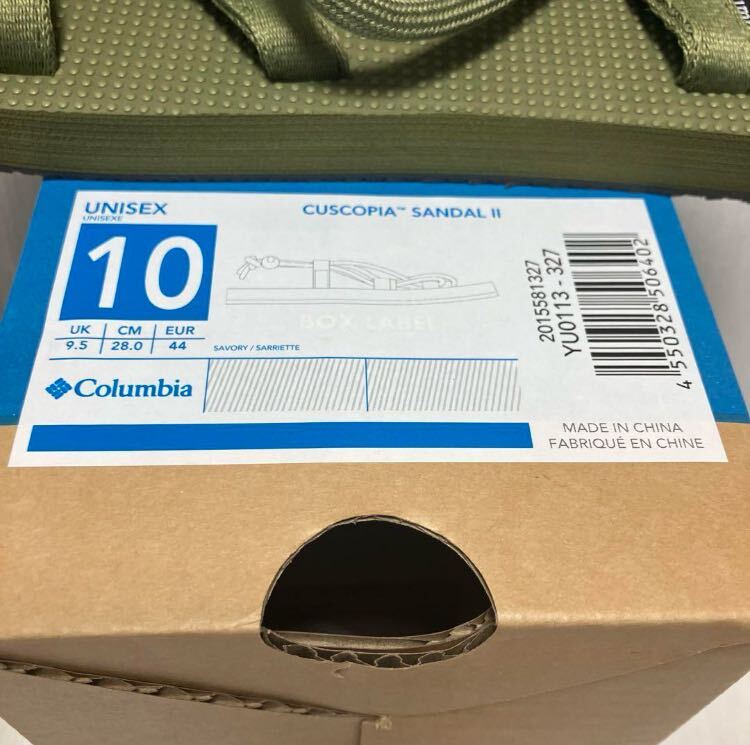 UNISEX
UNISEXE
CUSCOPIA™ SANDAL II
10
UK CM EUR
9.5 28.0 44
BOX LABEL
SAVORY / SARRIETTE
Columbia
2015581327
YU0113 - 327
4 550328 506402
MADE IN CHINA
FABRIQUÉ EN CHINE